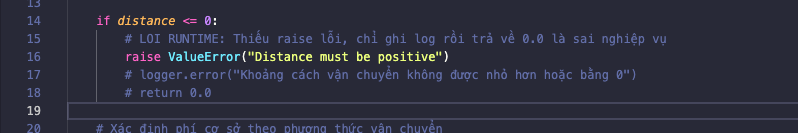 13
14 if distance <= 0:
15 # LOI RUNTIME: Thiếu raise lỗi, chỉ ghi log rồi trả về 0.0 là sai nghiệp vụ
16 raise ValueError("Distance must be positive")
17 # logger.error("Khoảng cách vận chuyển không được nhỏ hơn hoặc bằng 0")
18 # return 0.0
19
20 # Xác định phí cơ sở theo phương thức vận chuyển